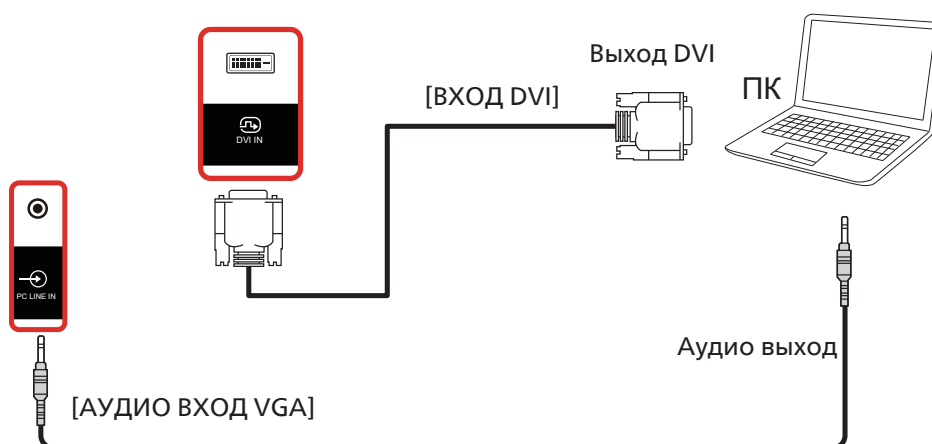 Выход DVI
ПК
[ВХОД DVI]
DVI IN
PC LINE IN
Аудио выход
[АУДИО ВХОД VGA]